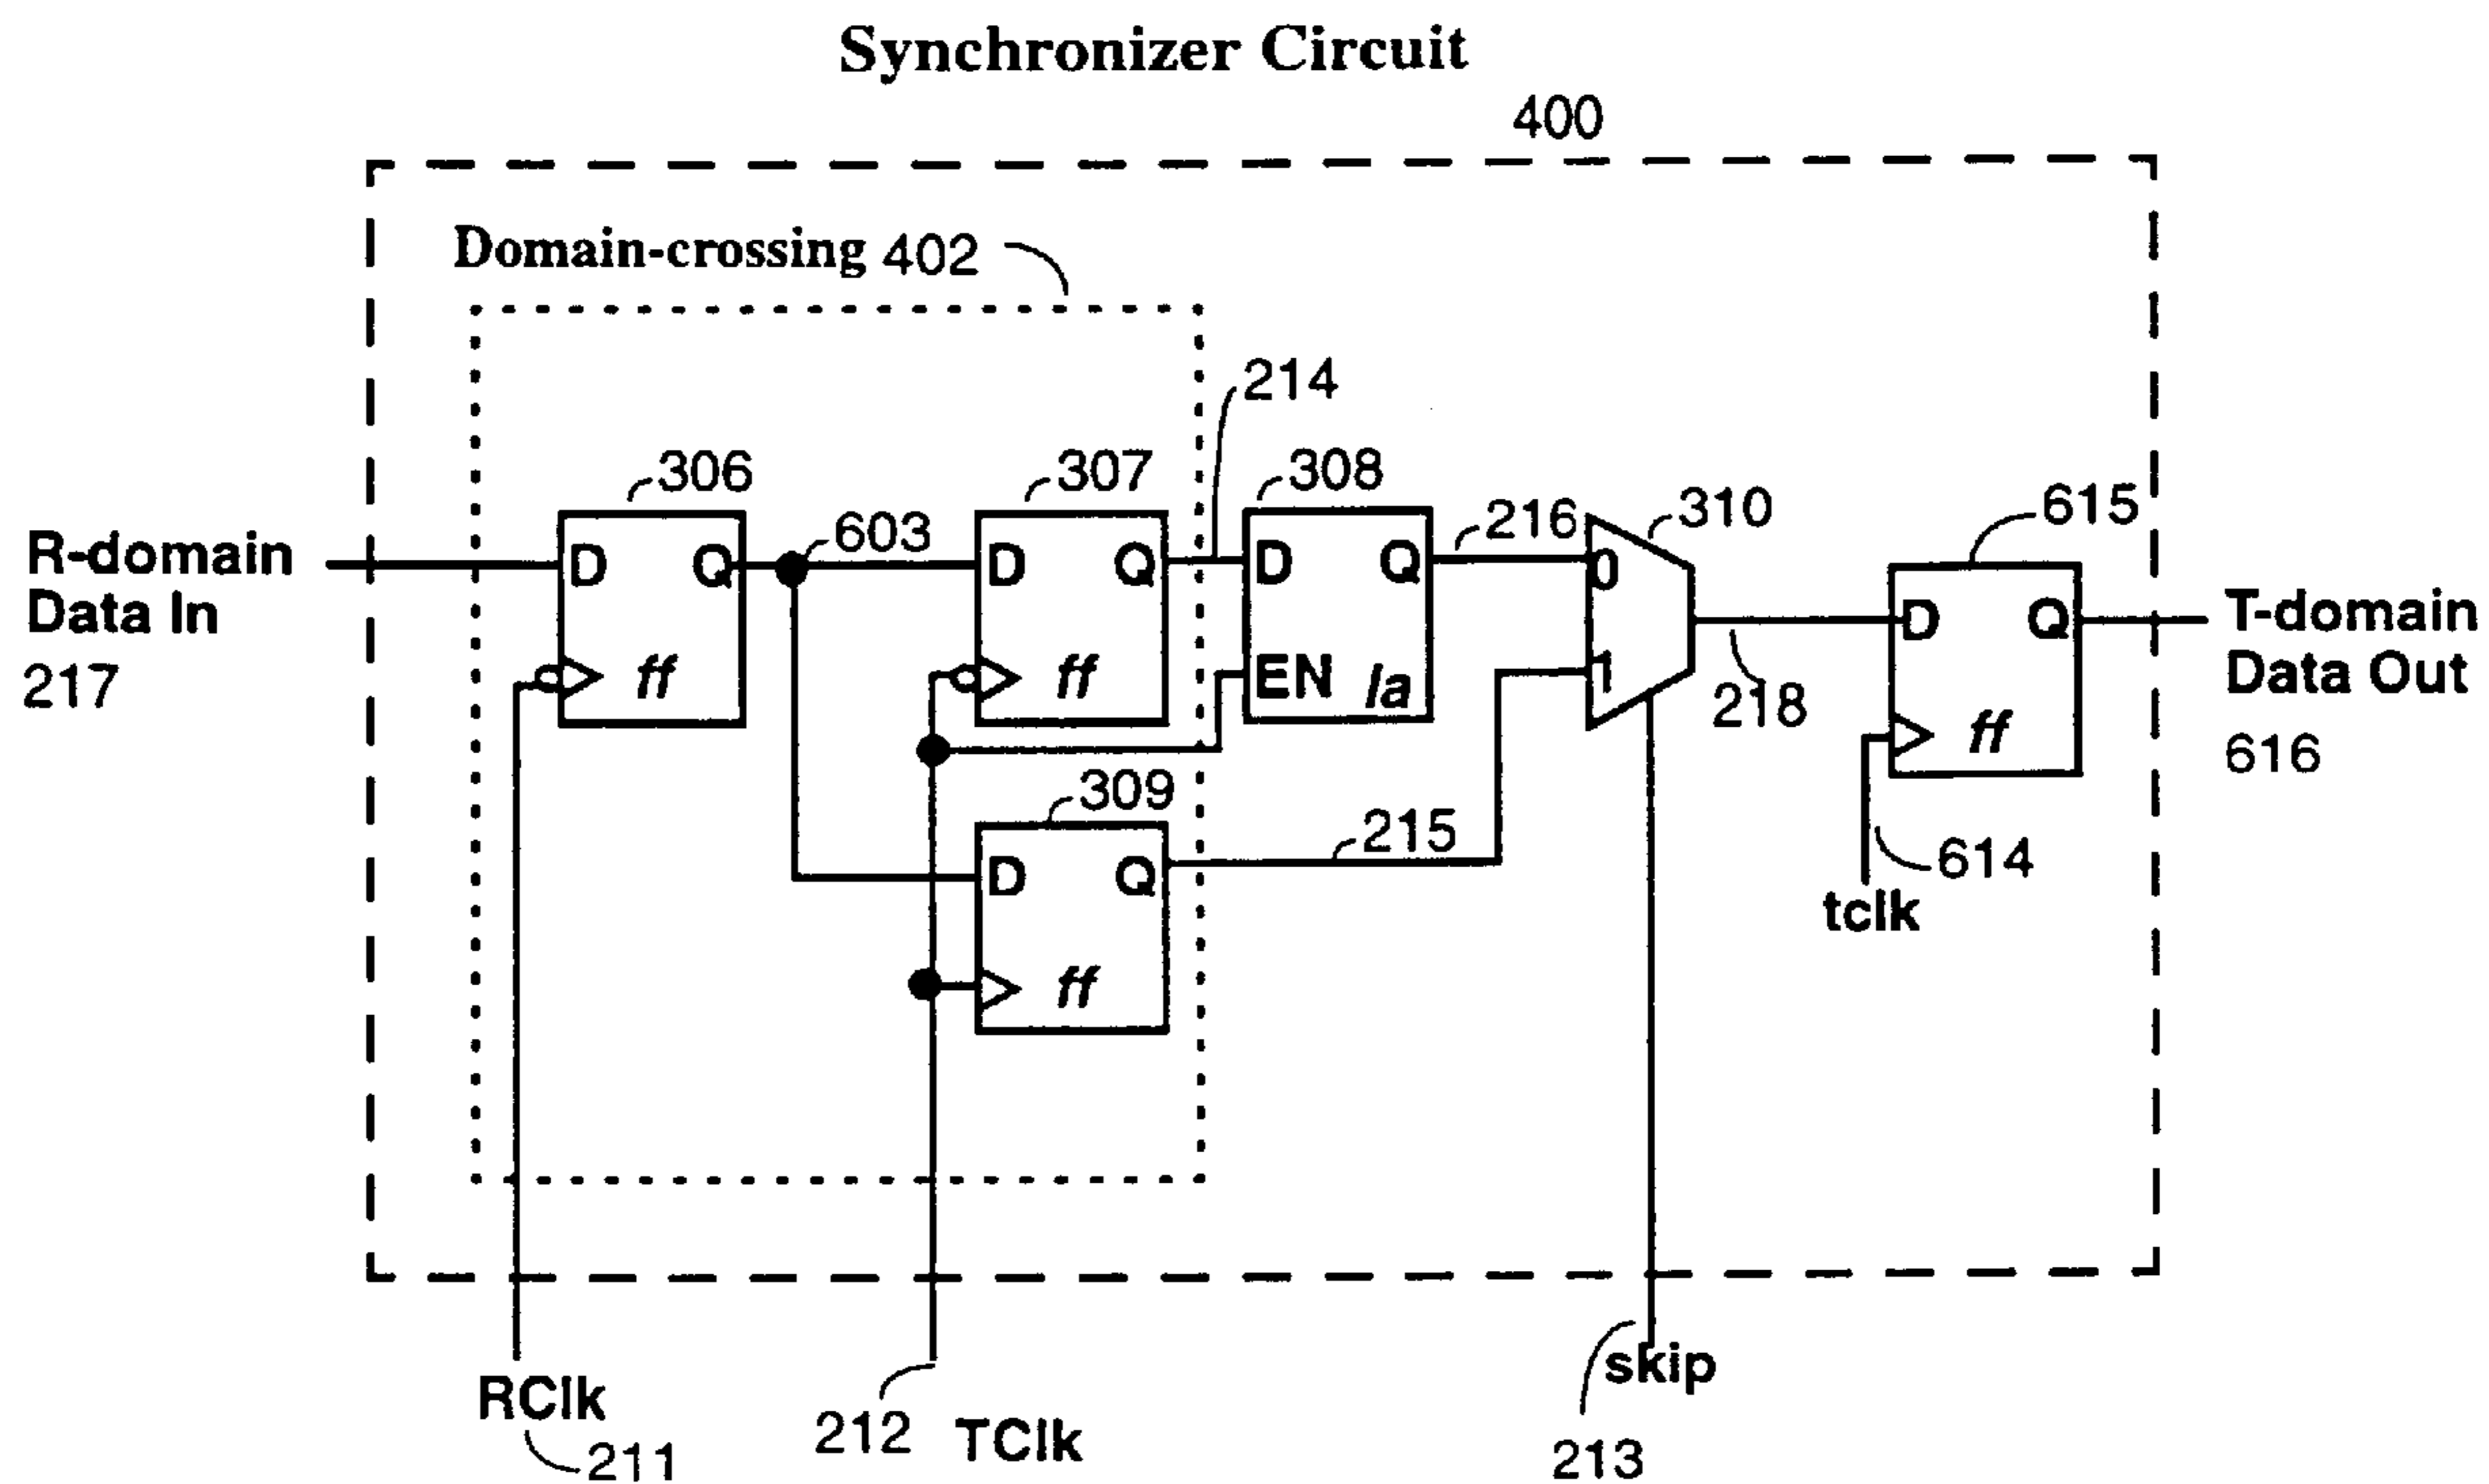 Synchronizer Circuit
400
Domain-crossing 402
214
306
307
308
310
615
603
216
R-domain
Data In
217
D
Q
ff
D
Q
ff
D
Q
EN
la
0
1
218
D
Q
ff
T-domain
Data Out
616
309
D
Q
ff
215
614
tclk
RClk
211
212
TClk
skip
213